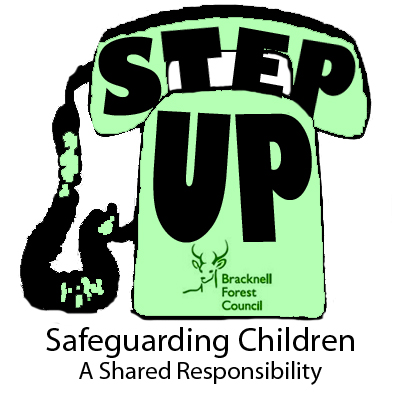 STEP
UP
Bracknell
Forest
Council
Safeguarding Children
A Shared Responsibility